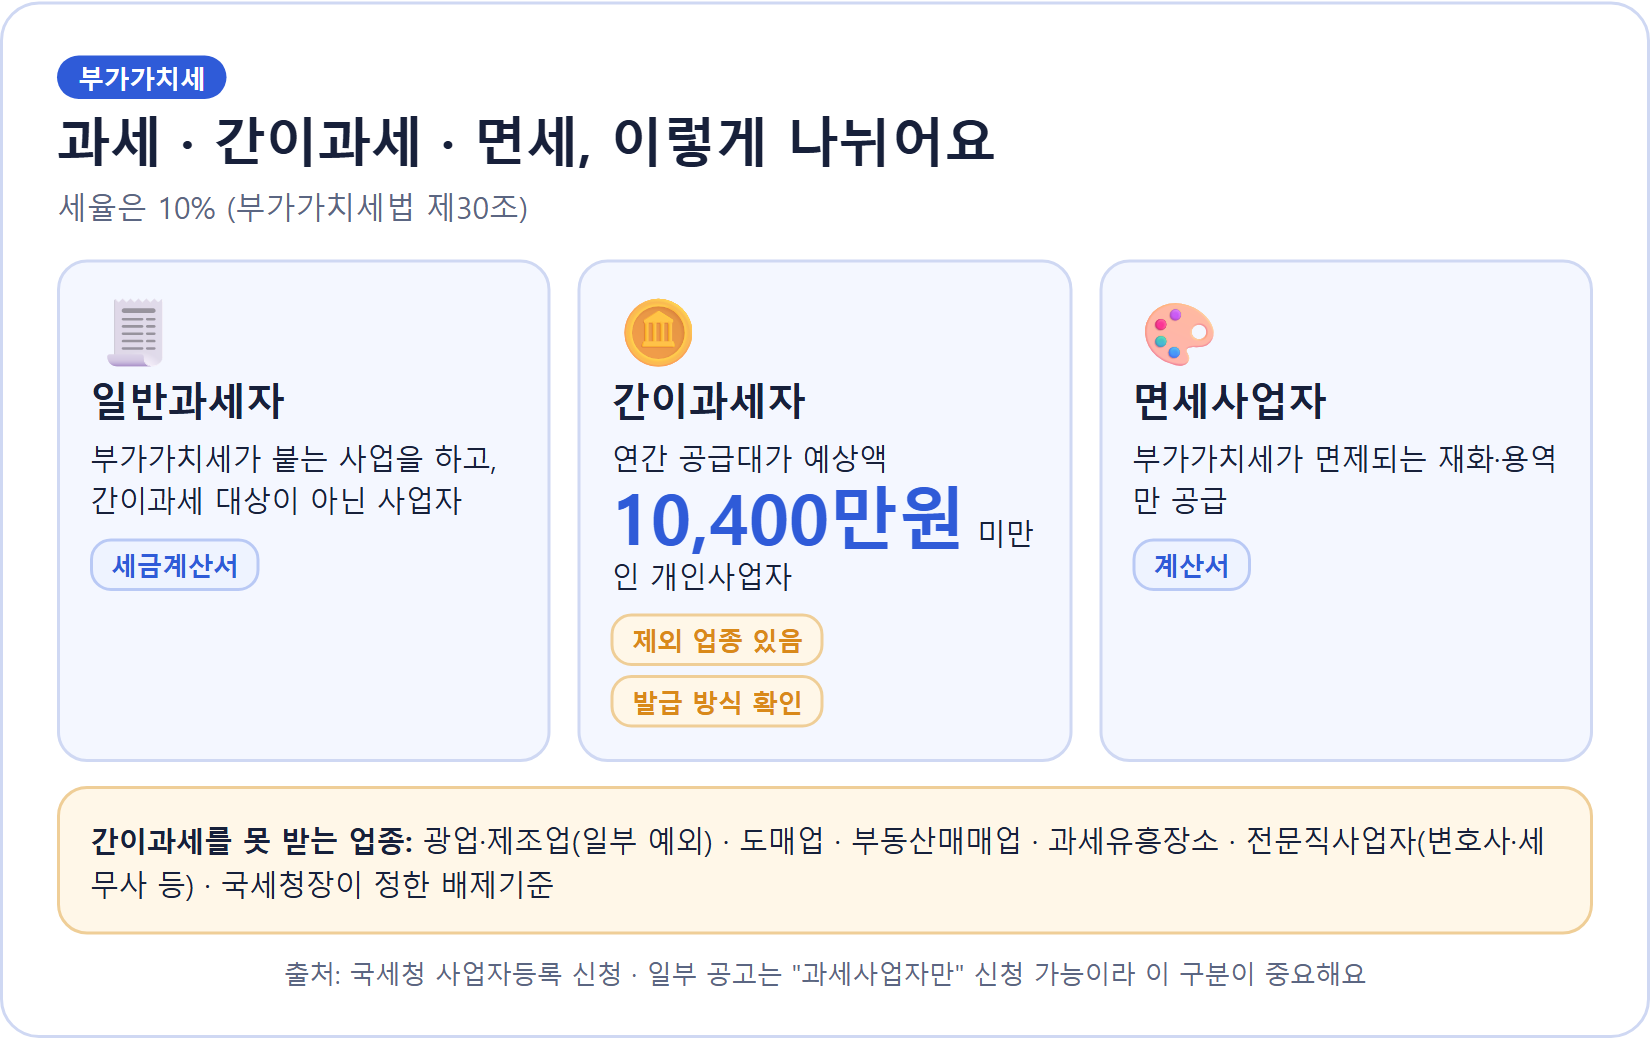 부가가치세
과세 · 간이과세 · 면세, 이렇게 나뉘어요
세율은 10% (부가가치세법 제30조)
일반과세자
부가가치세가 붙는 사업을 하고,
간이과세 대상이 아닌 사업자
세금계산서
간이과세자
연간 공급대가 예상액
10,400만원 미만
인 개인사업자
제외 업종 있음
발급 방식 확인
면세사업자
부가가치세가 면제되는 재화·용역
만 공급
계산서
간이과세를 못 받는 업종: 광업·제조업(일부 예외) · 도매업 · 부동산매매업 · 과세유흥장소 · 전문직사업자(변호사·세
무사 등) · 국세청장이 정한 배제기준
출처: 국세청 사업자등록 신청 · 일부 공고는 "과세사업자만" 신청 가능이라 이 구분이 중요해요